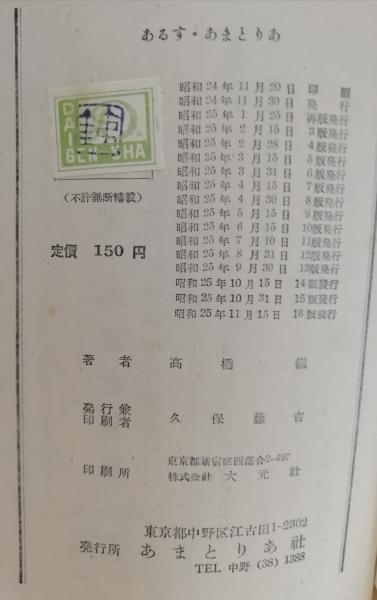 あるす・あまとりあ
昭和24年11月20日 印刷
昭和24年11月30日 発行
昭和25年1月25日 再版発行
昭和25年2月15日 3版発行
昭和25年2月28日 4版発行
昭和25年3月15日 5版発行
昭和25年3月31日 6版発行
昭和25年4月15日 7版発行
昭和25年4月30日 8版発行
昭和25年5月15日 9版発行
昭和25年6月15日 10版発行
昭和25年7月10日 11版発行
昭和25年8月31日 12版発行
昭和25年9月30日 13版発行
昭和25年10月15日 14版發行
昭和25年10月31日 15版發行
昭和25年11月15日 16版發行
GEN-SHA
(不許無断轉載)
定價 150円
著者 高橋鐵
発行兼
印刷者 久保藤吉
印刷所 東京都新宿区四落合2-497
株式会社 大元社
東京都中野区江古田1-2302
発行所 あまとりあ社
TEL 中野 (38) 1388